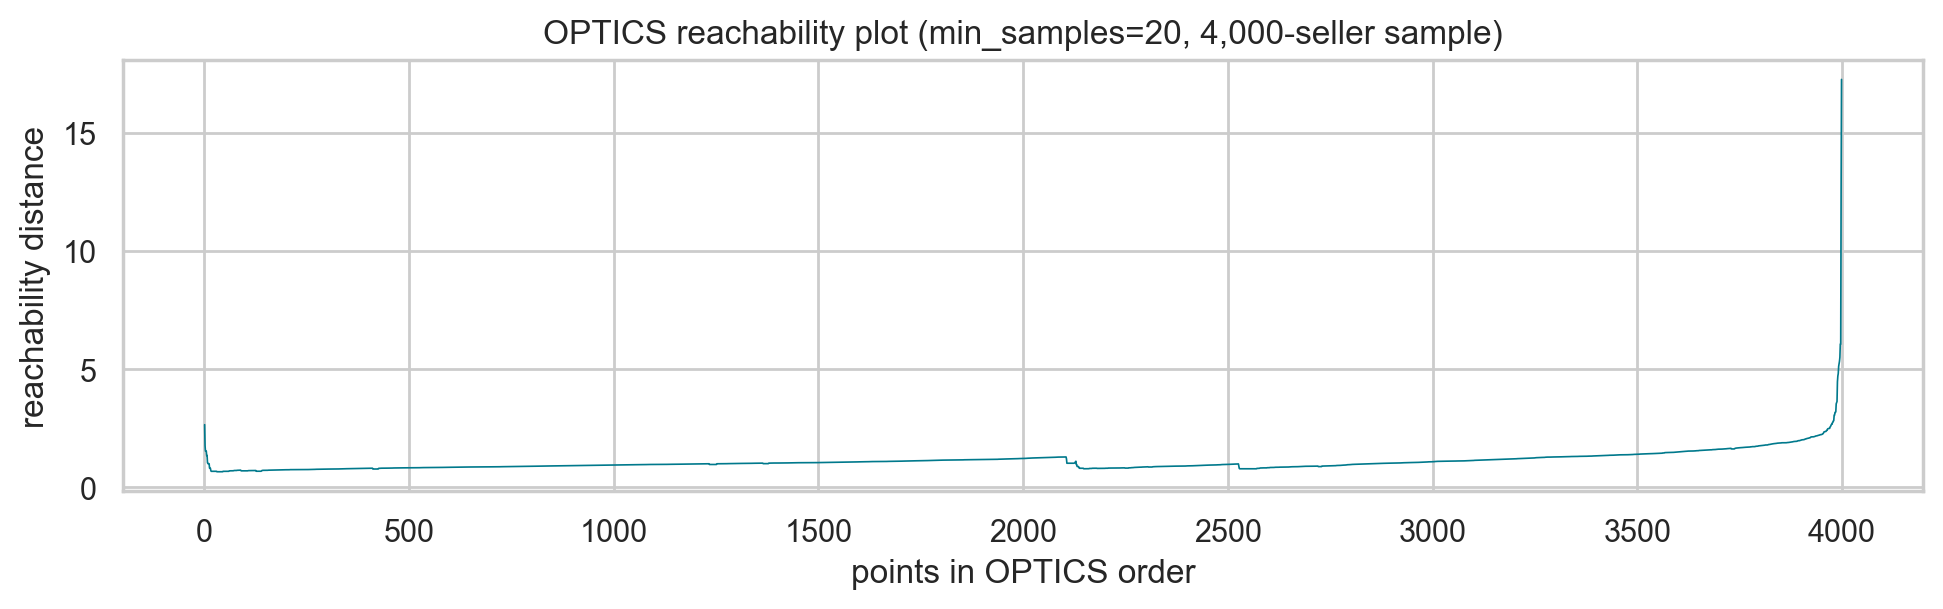 OPTICS reachability plot (min_samples=20, 4,000-seller sample)
reachability distance
15
10
5
0
0 500 1000 1500 2000 2500 3000 3500 4000
points in OPTICS order